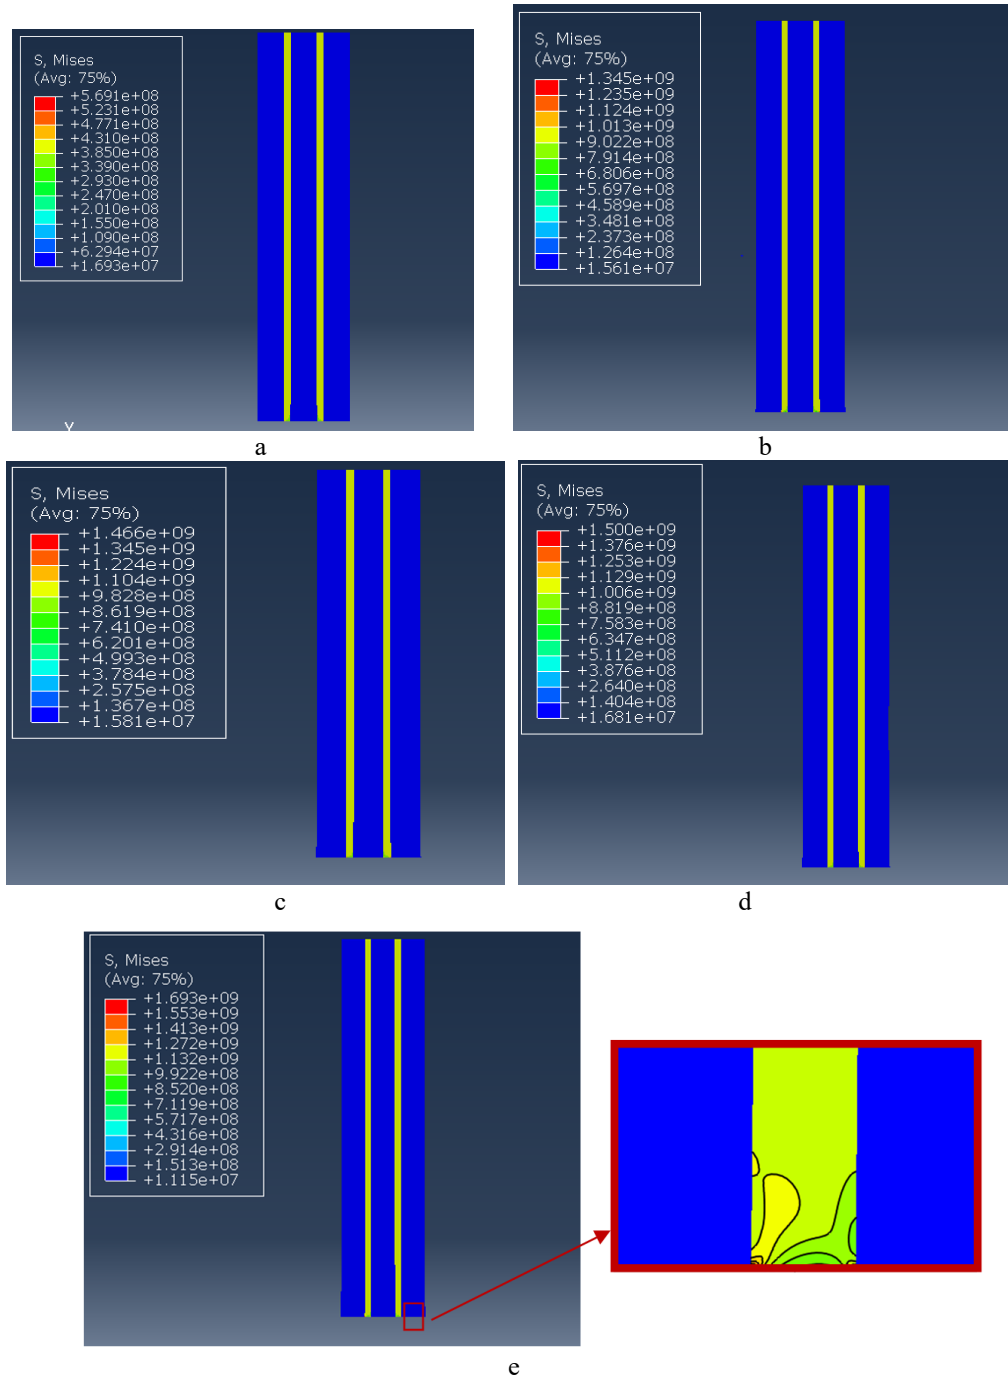 S, Mises
(Avg: 75%)
+5.691e+08
+5.231e+08
+4.771e+08
+4.310e+08
+3.850e+08
+3.390e+08
+2.930e+08
+2.470e+08
+2.010e+08
+1.550e+08
+1.090e+08
+6.294e+07
+1.693e+07
Y
a
S, Mises
(Avg: 75%)
+1.345e+09
+1.235e+09
+1.124e+09
+1.013e+09
+9.022e+08
+7.914e+08
+6.806e+08
+5.697e+08
+4.589e+08
+3.481e+08
+2.373e+08
+1.264e+08
+1.561e+07
b
S, Mises
(Avg: 75%)
+1.466e+09
+1.345e+09
+1.224e+09
+1.104e+09
+9.828e+08
+8.619e+08
+7.410e+08
+6.201e+08
+4.993e+08
+3.784e+08
+2.575e+08
+1.367e+08
+1.581e+07
c
S, Mises
(Avg: 75%)
+1.500e+09
+1.376e+09
+1.253e+09
+1.129e+09
+1.006e+09
+8.819e+08
+7.583e+08
+6.347e+08
+5.112e+08
+3.876e+08
+2.640e+08
+1.404e+08
+1.681e+07
d
S, Mises
(Avg: 75%)
+1.693e+09
+1.553e+09
+1.413e+09
+1.272e+09
+1.132e+09
+9.922e+08
+8.520e+08
+7.119e+08
+5.717e+08
+4.316e+08
+2.914e+08
+1.513e+08
+1.115e+07
e